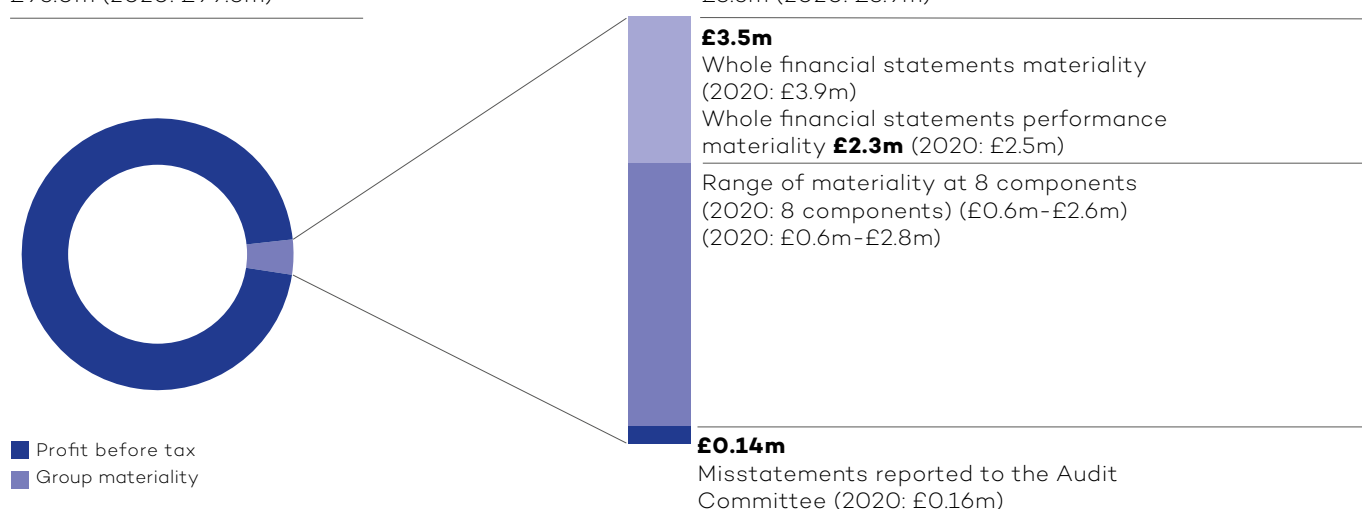 £3.5m
Whole financial statements materiality
(2020: £3.9m)
Whole financial statements performance
materiality £2.3m (2020: £2.5m)
Range of materiality at 8 components
(2020: 8 components) (£0.6m-£2.6m)
(2020: £0.6m-£2.8m)
Profit before tax
Group materiality
£0.14m
Misstatements reported to the Audit
Committee (2020: £0.16m)